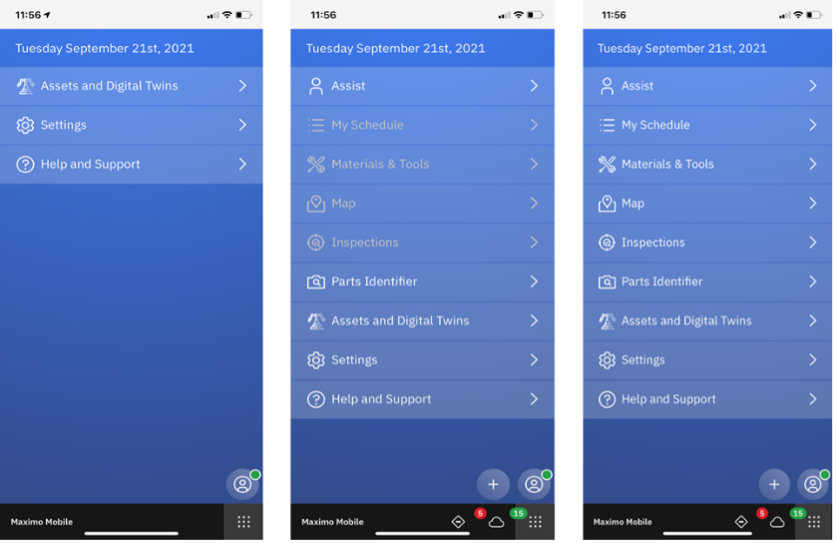 11:56
Tuesday September 21st, 2021
Assets and Digital Twins
Settings
Help and Support
Maximo Mobile
11:56
Tuesday September 21st, 2021
Assist
My Schedule
Materials & Tools
Map
Inspections
Parts Identifier
Assets and Digital Twins
Settings
Help and Support
Maximo Mobile
5
15
11:56
Tuesday September 21st, 2021
Assist
My Schedule
Materials & Tools
Map
Inspections
Parts Identifier
Assets and Digital Twins
Settings
Help and Support
Maximo Mobile
5
15